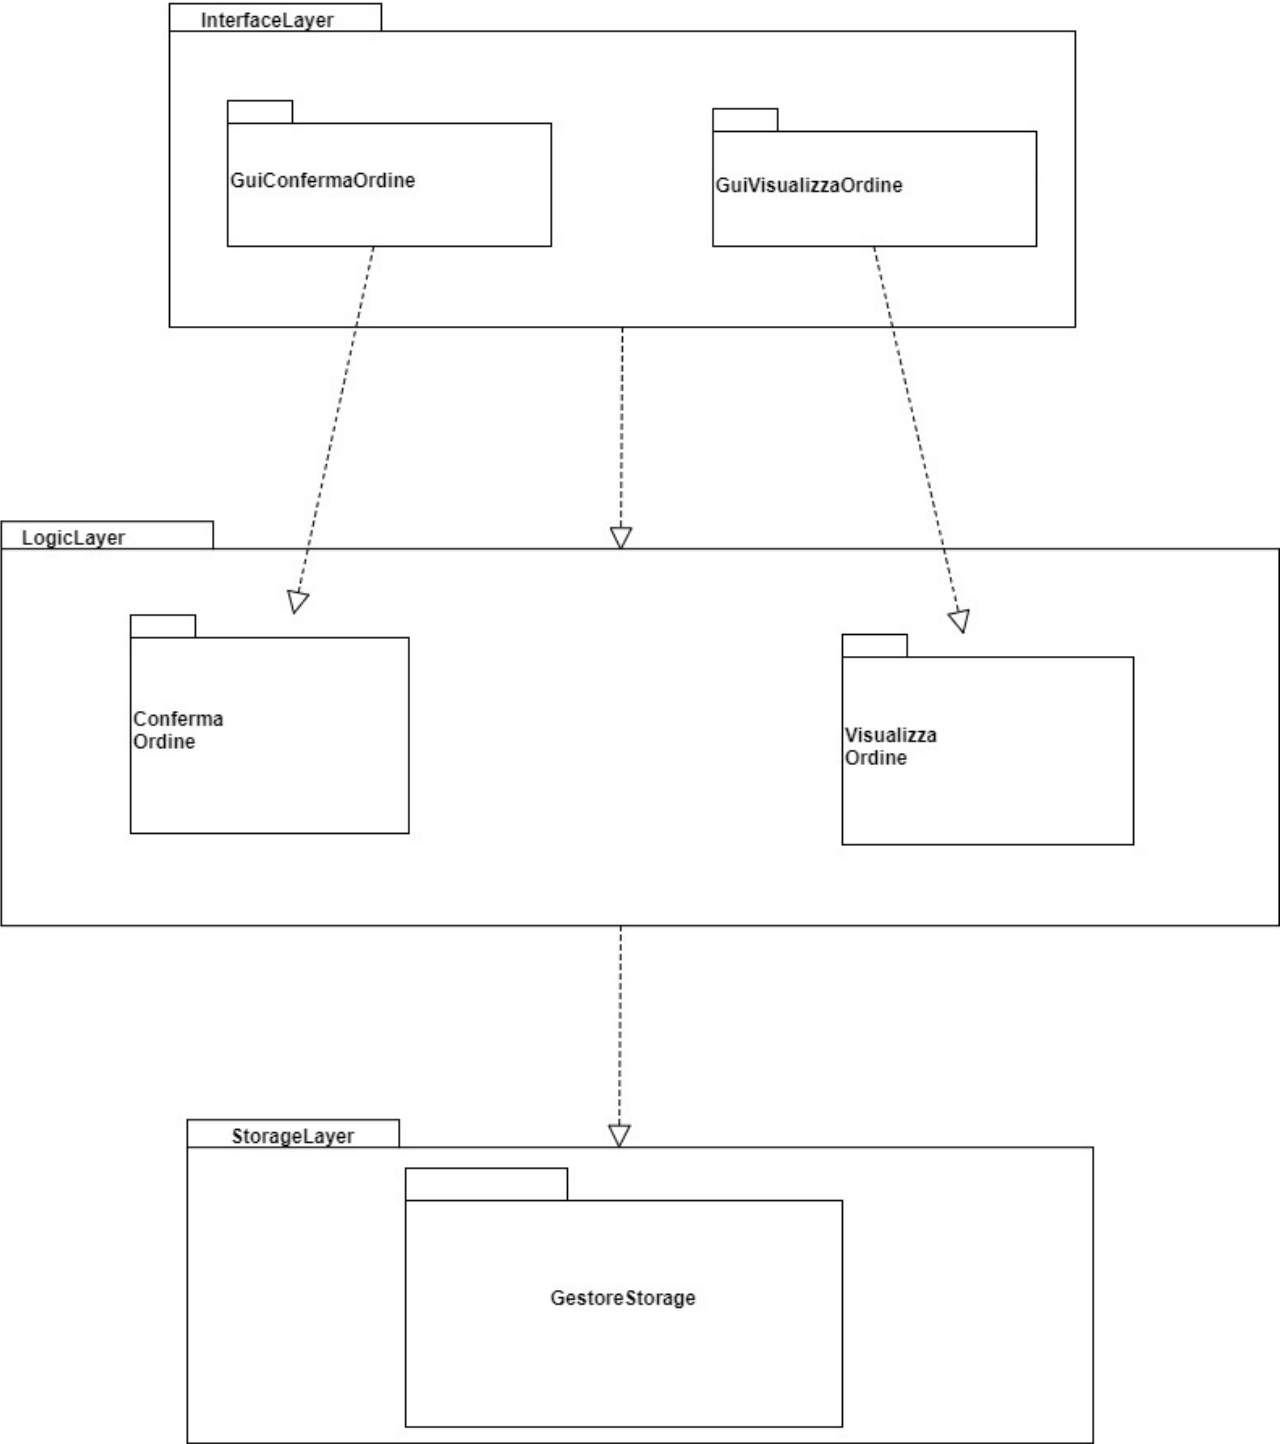 InterfaceLayer
GuiConfermaOrdine
GuiVisualizzaOrdine
LogicLayer
Conferma
Ordine
Visualizza
Ordine
StorageLayer
GestoreStorage